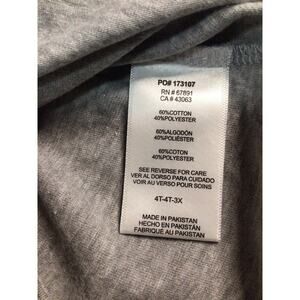 PO# 173107
RN # 67891
CA # 43063
60%COTTON
40%POLYESTER
60%ALGODÓN
40%POLIÉSTER
60%COTON
40%POLYESTER
SEE REVERSE FOR CARE
VER AL DORSO PARA CUIDADO
VOIR AU VERSO POUR SOINS
4T-4T-3X
MADE IN PAKISTAN
HECHO EN PAKISTÁN
FABRIQUÉ AU PAKISTAN